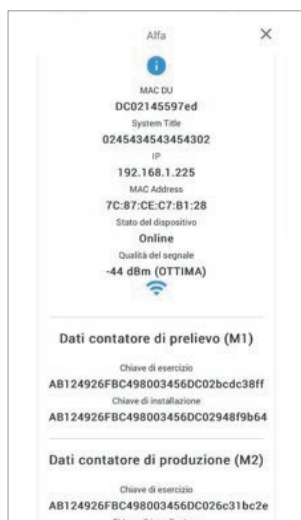 Alfa
MAC DU
DC02145597ed
System Title
0245434543454302
IP
192.168.1.225
MAC Address
7C:87:CE:C7:B1:28
Stato del dispositivo
Online
Qualità del segnale
-44 dBm (OTTIMA)
Dati contatore di prelievo (M1)
Chiave di esercizio
AB124926FBC498003456DC02bcdc38ff
Chiave di installazione
AB124926FBC498003456DC02948f9b64
Dati contatore di produzione (M2)
Chiave di esercizio
AB124926FBC498003456DC026c31bc2e